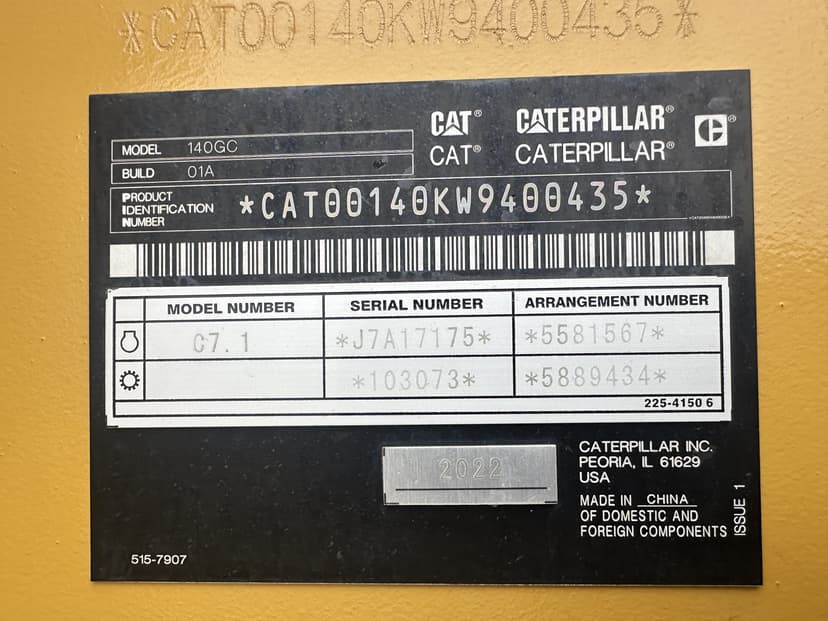 *CAT00140KW9400435*
CAT® CATERPILLAR®
CAT® CATERPILLAR® C®
MODEL 140GC
BUILD 01A
PRODUCT IDENTIFICATION NUMBER *CAT00140KW9400435*
MODEL NUMBER SERIAL NUMBER ARRANGEMENT NUMBER
C7.1 *J7A17175* *5581567*
*103073* *5889434*
225-4150 6
2022
CATERPILLAR INC.
PEORIA, IL 61629
USA
MADE IN CHINA
OF DOMESTIC AND
FOREIGN COMPONENTS
ISSUE 1
515-7907